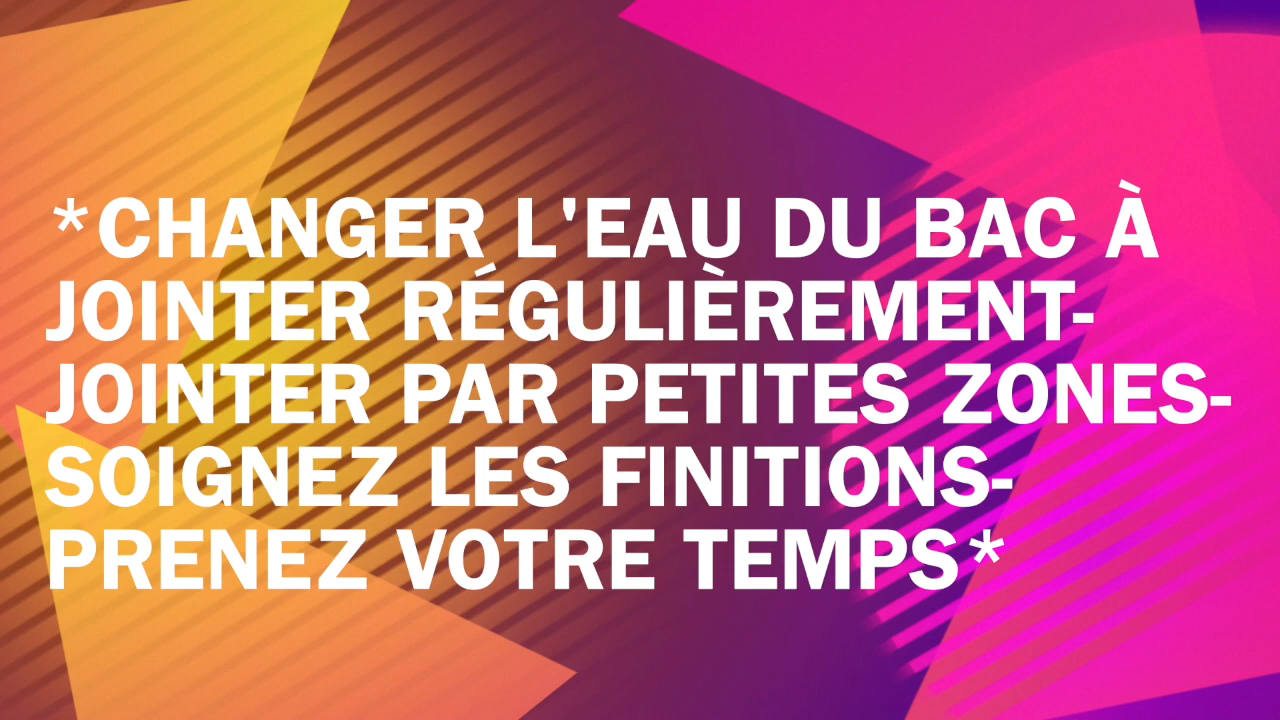 *CHANGER L'EAU DU BAC À
JOINTER RÉGULIÈREMENT-
JOINTER PAR PETITES ZONES-
SOIGNEZ LES FINITIONS-
PRENEZ VOTRE TEMPS*